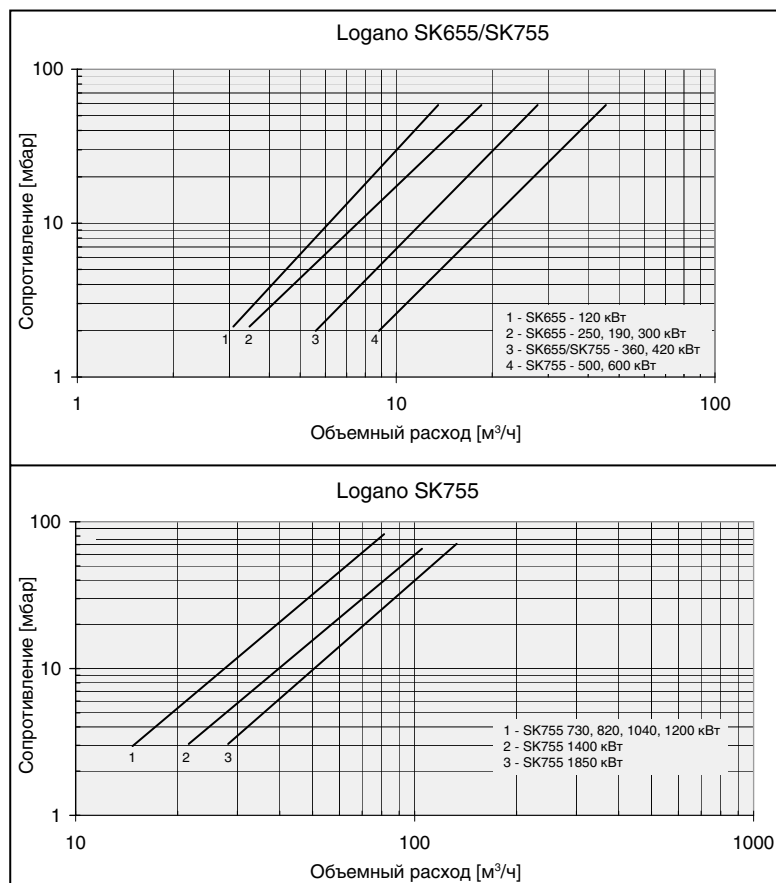 Logano SK655/SK755
100
10
1
Сопротивление [мбар]
1 2 3 4
1 - SK655 - 120 кВт
2 - SK655 - 250, 190, 300 кВт
3 - SK655/SK755 - 360, 420 кВт
4 - SK755 - 500, 600 кВт
1 10 100
Объемный расход [м³/ч]
Logano SK755
100
10
1
Сопротивление [мбар]
1 2 3
1 - SK755 730, 820, 1040, 1200 кВт
2 - SK755 1400 кВт
3 - SK755 1850 кВт
10 100 1000
Объемный расход [м³/ч]